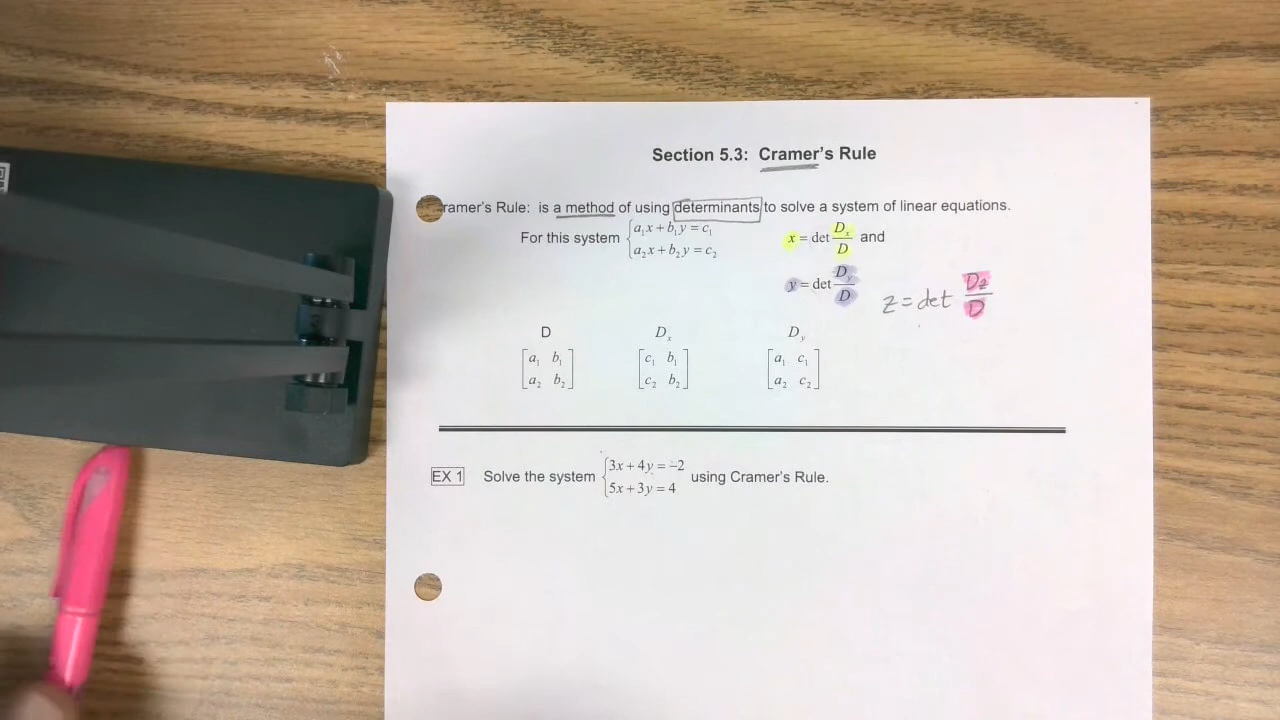 Section 5.3: Cramer's Rule
ramer's Rule: is a method of using determinants to solve a system of linear equations.
For this system {a₁x + b₁y = c₁ x = det Dₓ/D and
a₂x + b₂y = c₂
y = det Dᵧ/D z = det Dz/D
D Dₓ Dᵧ
[a₁ b₁] [c₁ b₁] [a₁ c₁]
[a₂ b₂] [c₂ b₂] [a₂ c₂]
EX 1 Solve the system {3x + 4y = −2 using Cramer's Rule.
5x + 3y = 4